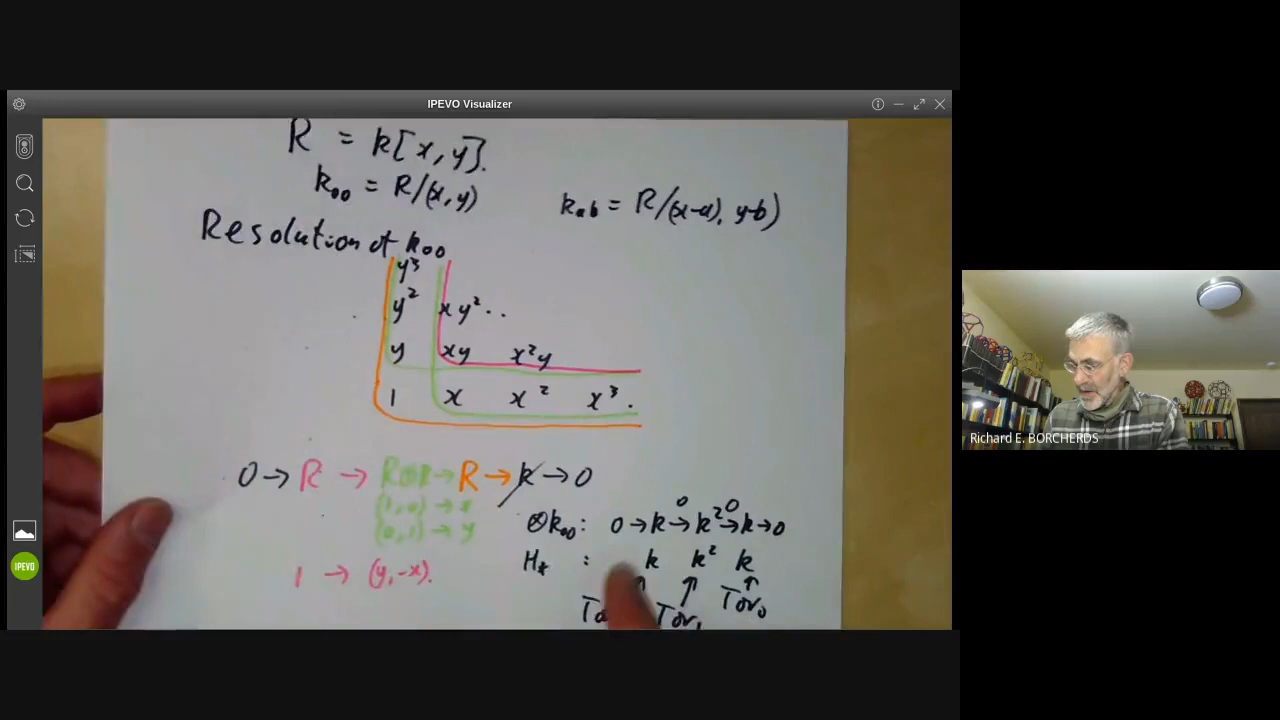 IPEVO Visualizer
R = k[x, y].
k₀₀ = R/(x, y)
k_ab = R/(x-a), y-b)
Resolution of k₀₀
y³
y² xy² ..
y xy x²y
1 x x² x³ .
0 → R → R⊕R → R → k → 0
(1, 0) → x
(0, 1) → y
1 → (y, -x).
⊗k₀₀: 0 → k →⁰ k² →⁰ k → 0
H_* : k k² k
↑ ↑ ↑
Tor₁ Tor₀
Richard E. BORCHERDS
IPEVO